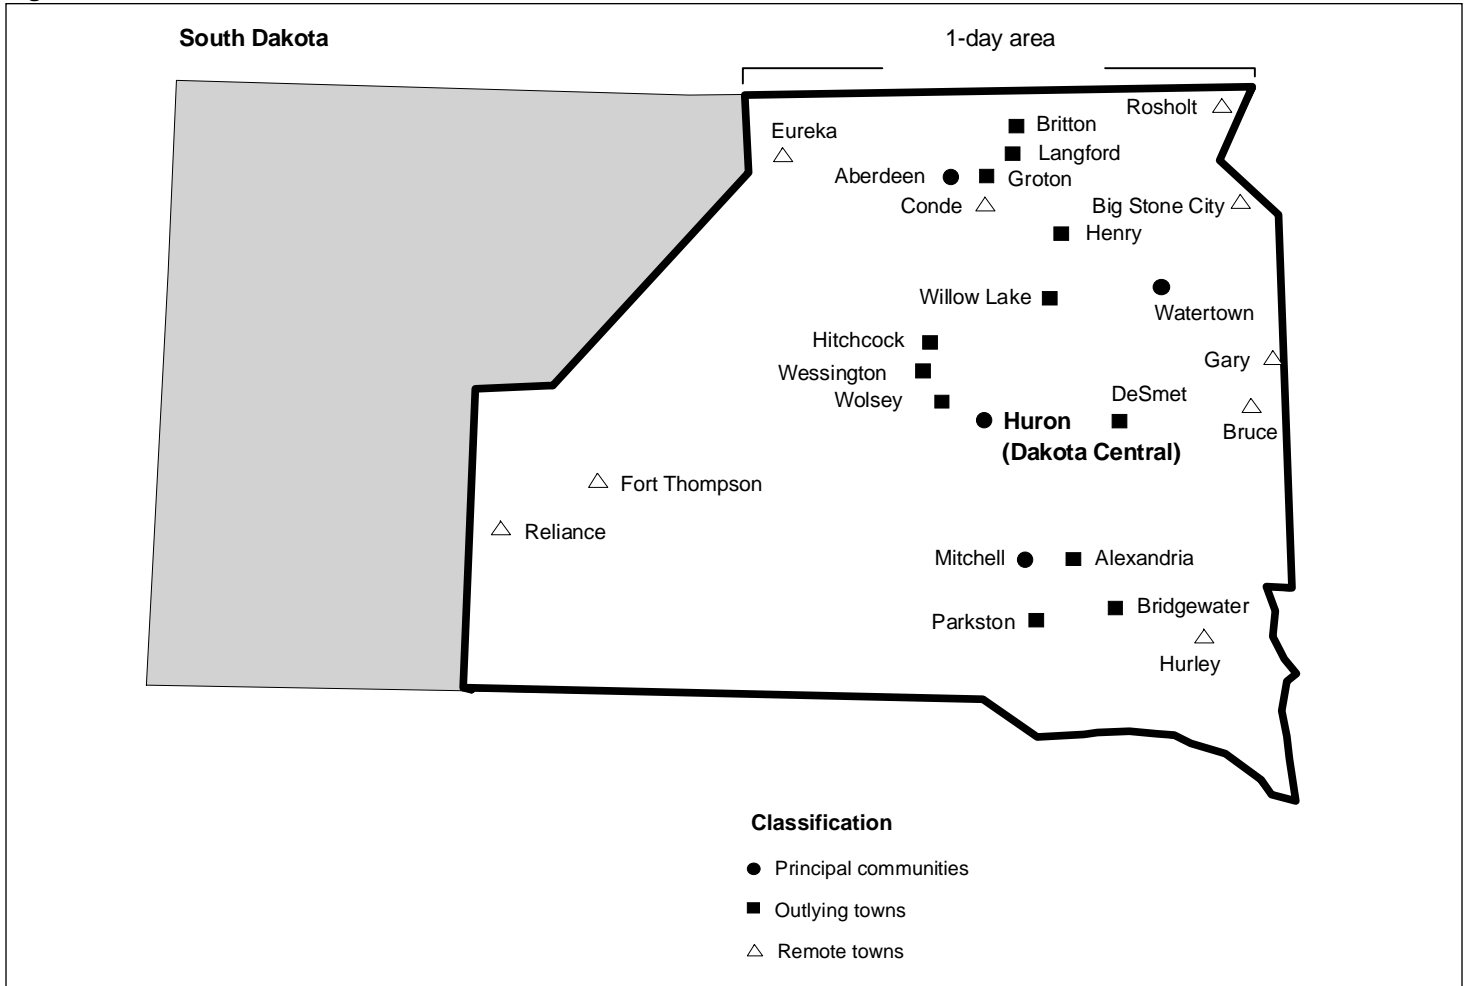 South Dakota
1-day area
Rosholt
Britton
Eureka
Langford
Aberdeen
Groton
Conde
Big Stone City
Henry
Willow Lake
Watertown
Hitchcock
Gary
Wessington
DeSmet
Wolsey
Huron
Bruce
(Dakota Central)
Fort Thompson
Reliance
Mitchell
Alexandria
Bridgewater
Parkston
Hurley
Classification
Principal communities
Outlying towns
Remote towns